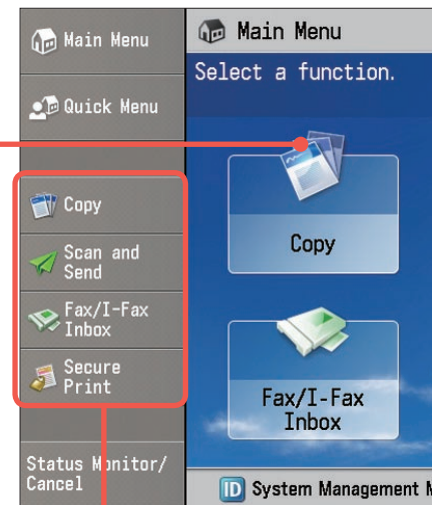 Main Menu
Quick Menu
Copy
Scan and
Send
Fax/I-Fax
Inbox
Secure
Print
Status Monitor/
Cancel
Main Menu
Select a function.
Copy
Fax/I-Fax
Inbox
ID System Management M